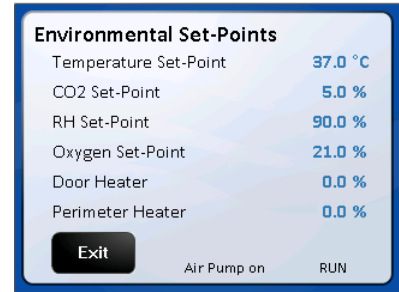 Environmental Set-Points
Temperature Set-Point 37.0 °C
CO2 Set-Point 5.0 %
RH Set-Point 90.0 %
Oxygen Set-Point 21.0 %
Door Heater 0.0 %
Perimeter Heater 0.0 %
Exit Air Pump on RUN